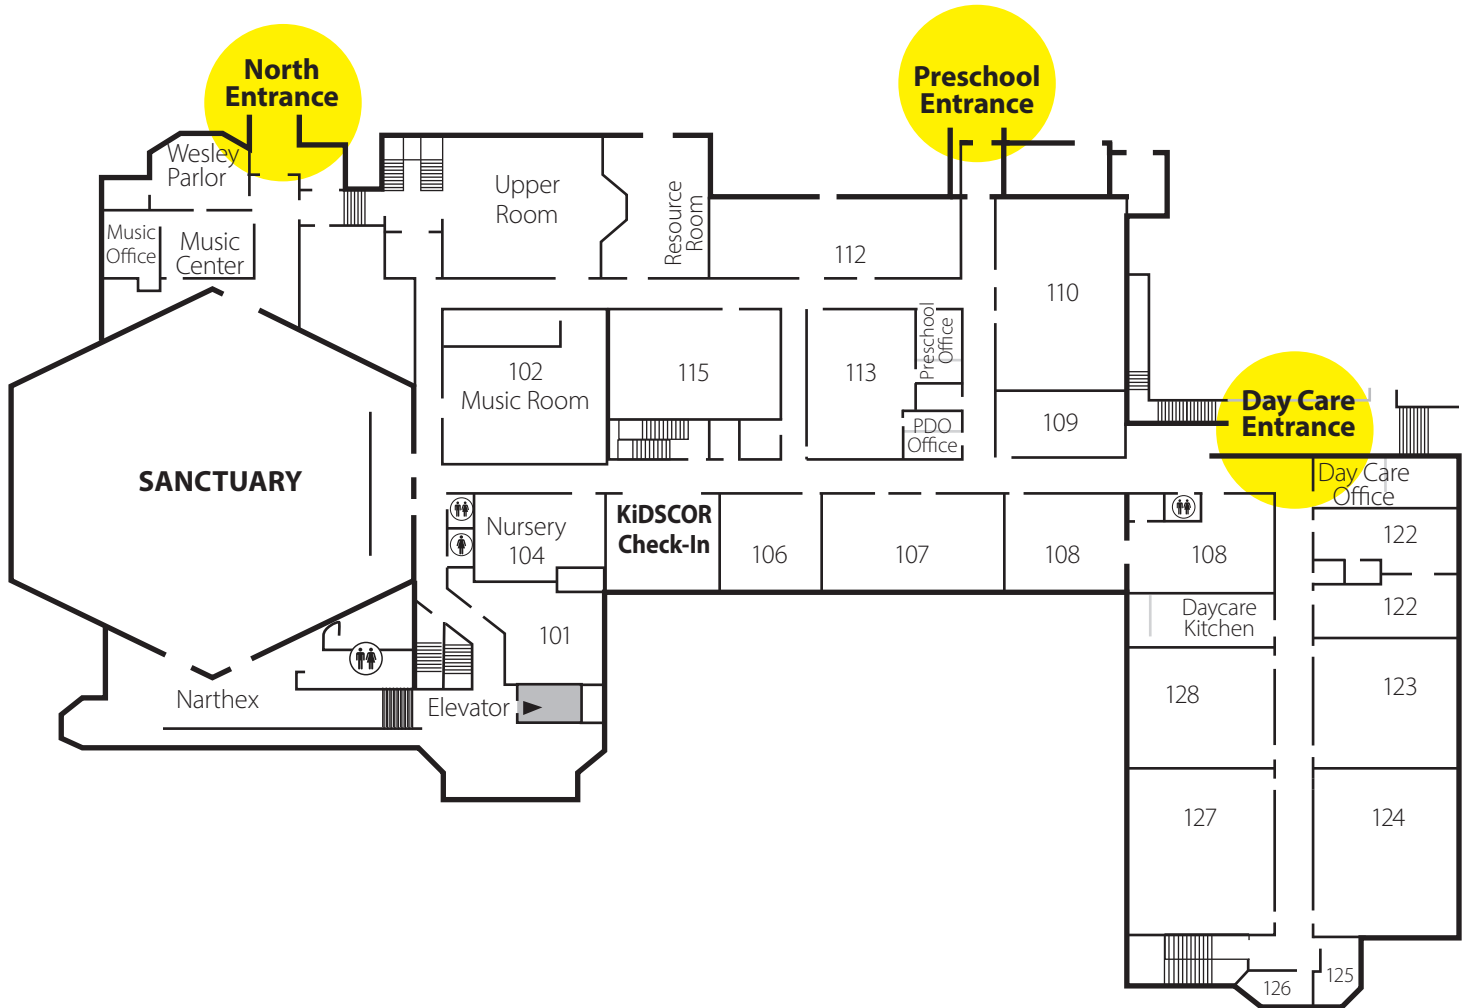 North
Entrance
Preschool
Entrance
Wesley
Parlor
Upper
Room
Resource
Room
Music
Office
Music
Center
112
110
Preschool
Office
102
Music Room
115
113
109
PDO
Office
Day Care
Entrance
SANCTUARY
Day Care
Office
Nursery
104
KiDSCOR
Check-In
106
107
108
108
122
122
Daycare
Kitchen
101
Narthex
Elevator
128
123
127
124
126
125